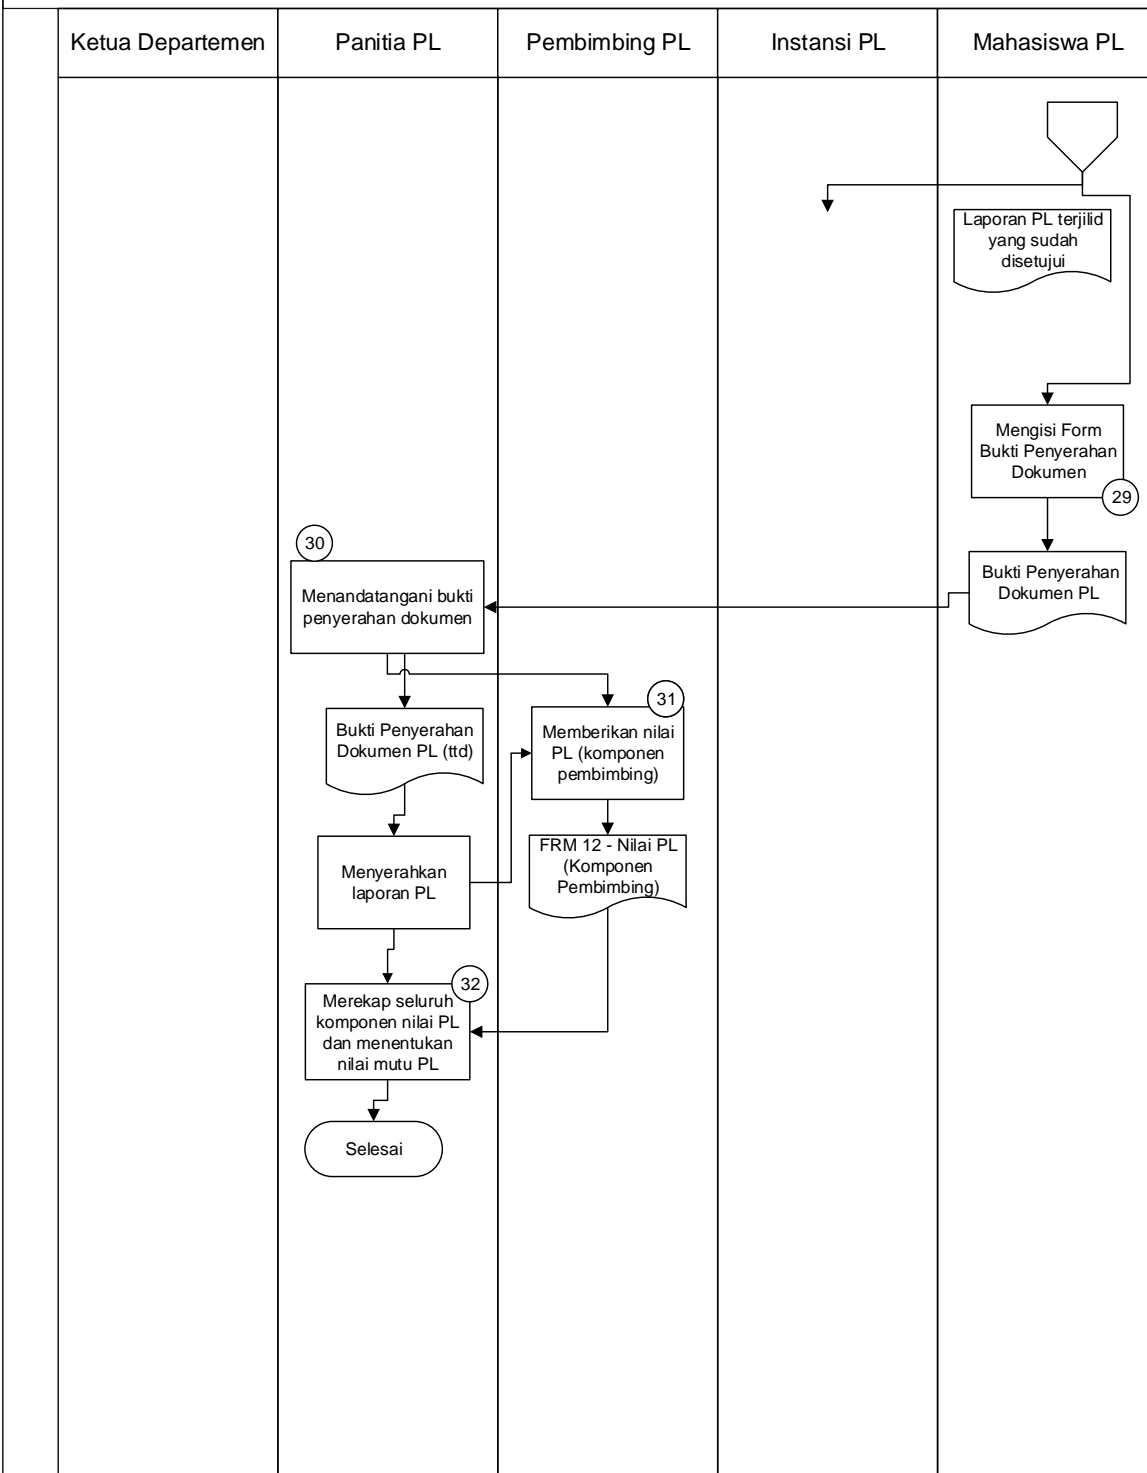 Ketua Departemen
Panitia PL
Pembimbing PL
Instansi PL
Mahasiswa PL
Laporan PL terjilid
yang sudah
disetujui
Mengisi Form
Bukti Penyerahan
Dokumen
29
Bukti Penyerahan
Dokumen PL
30
Menandatangani bukti
penyerahan dokumen
31
Memberikan nilai
PL (komponen
pembimbing)
Bukti Penyerahan
Dokumen PL (ttd)
FRM 12 - Nilai PL
(Komponen
Pembimbing)
Menyerahkan
laporan PL
32
Merekap seluruh
komponen nilai PL
dan menentukan
nilai mutu PL
Selesai